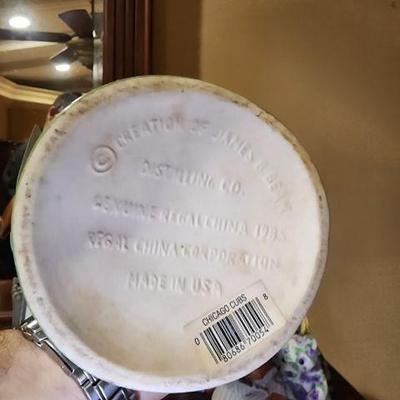 © CREATION OF JAMES B. BEAM
DISTILLING CO.
GENUINE REGAL CHINA 1985
REGAL CHINA CORPORATION
MADE IN USA
CHICAGO CUBS
0 80686 70054 8